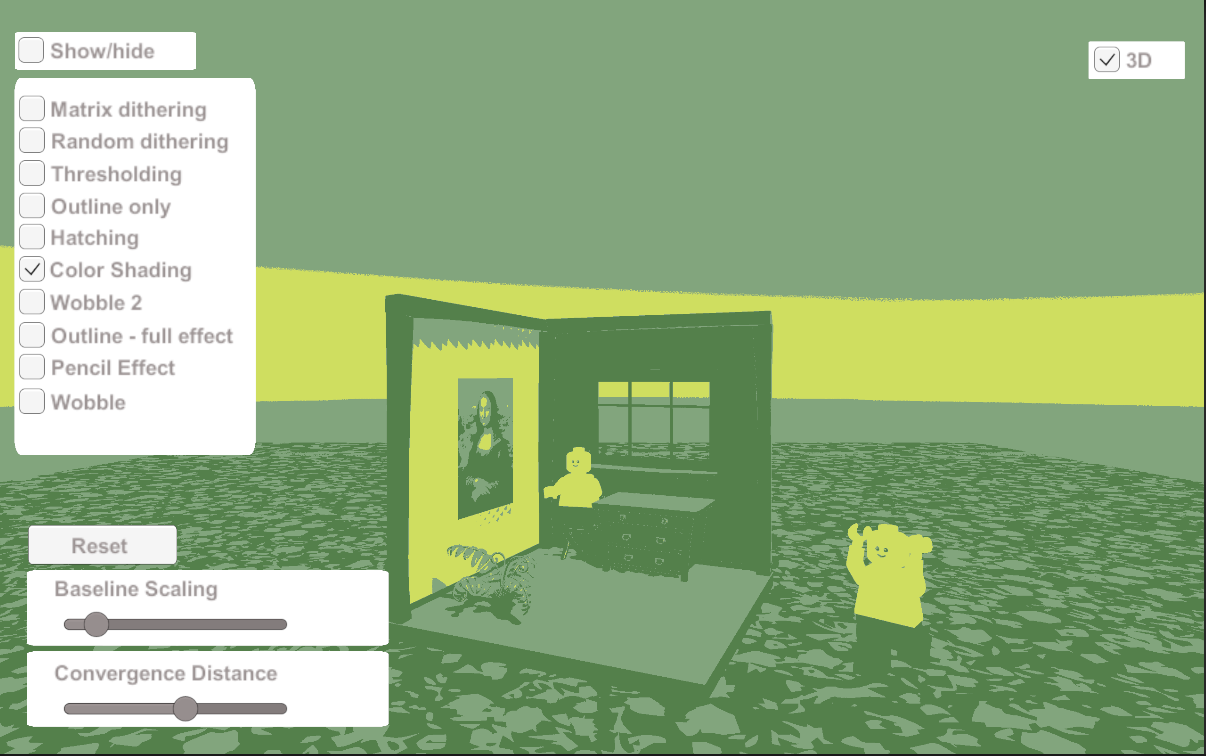 Show/hide
3D
Matrix dithering
Random dithering
Thresholding
Outline only
Hatching
Color Shading
Wobble 2
Outline - full effect
Pencil Effect
Wobble
Reset
Baseline Scaling
Convergence Distance